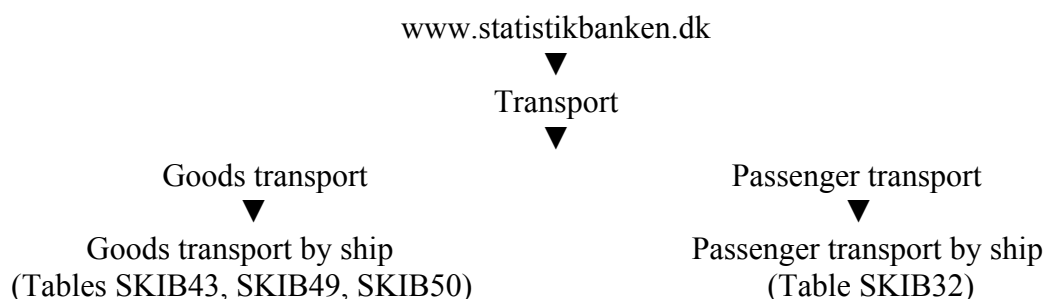 www.statistikbanken.dk
▼
Transport
▼
Goods transport
▼
Goods transport by ship
(Tables SKIB43, SKIB49, SKIB50)
Passenger transport
▼
Passenger transport by ship
(Table SKIB32)